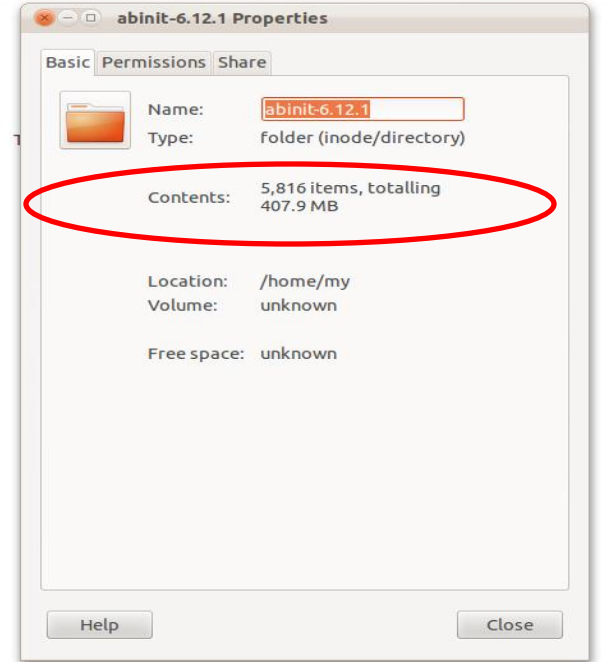 abinit-6.12.1 Properties
Basic Permissions Share
Name: abinit-6.12.1
Type: folder (inode/directory)
Contents: 5,816 items, totalling
407.9 MB
Location: /home/my
Volume: unknown
Free space: unknown
Help Close